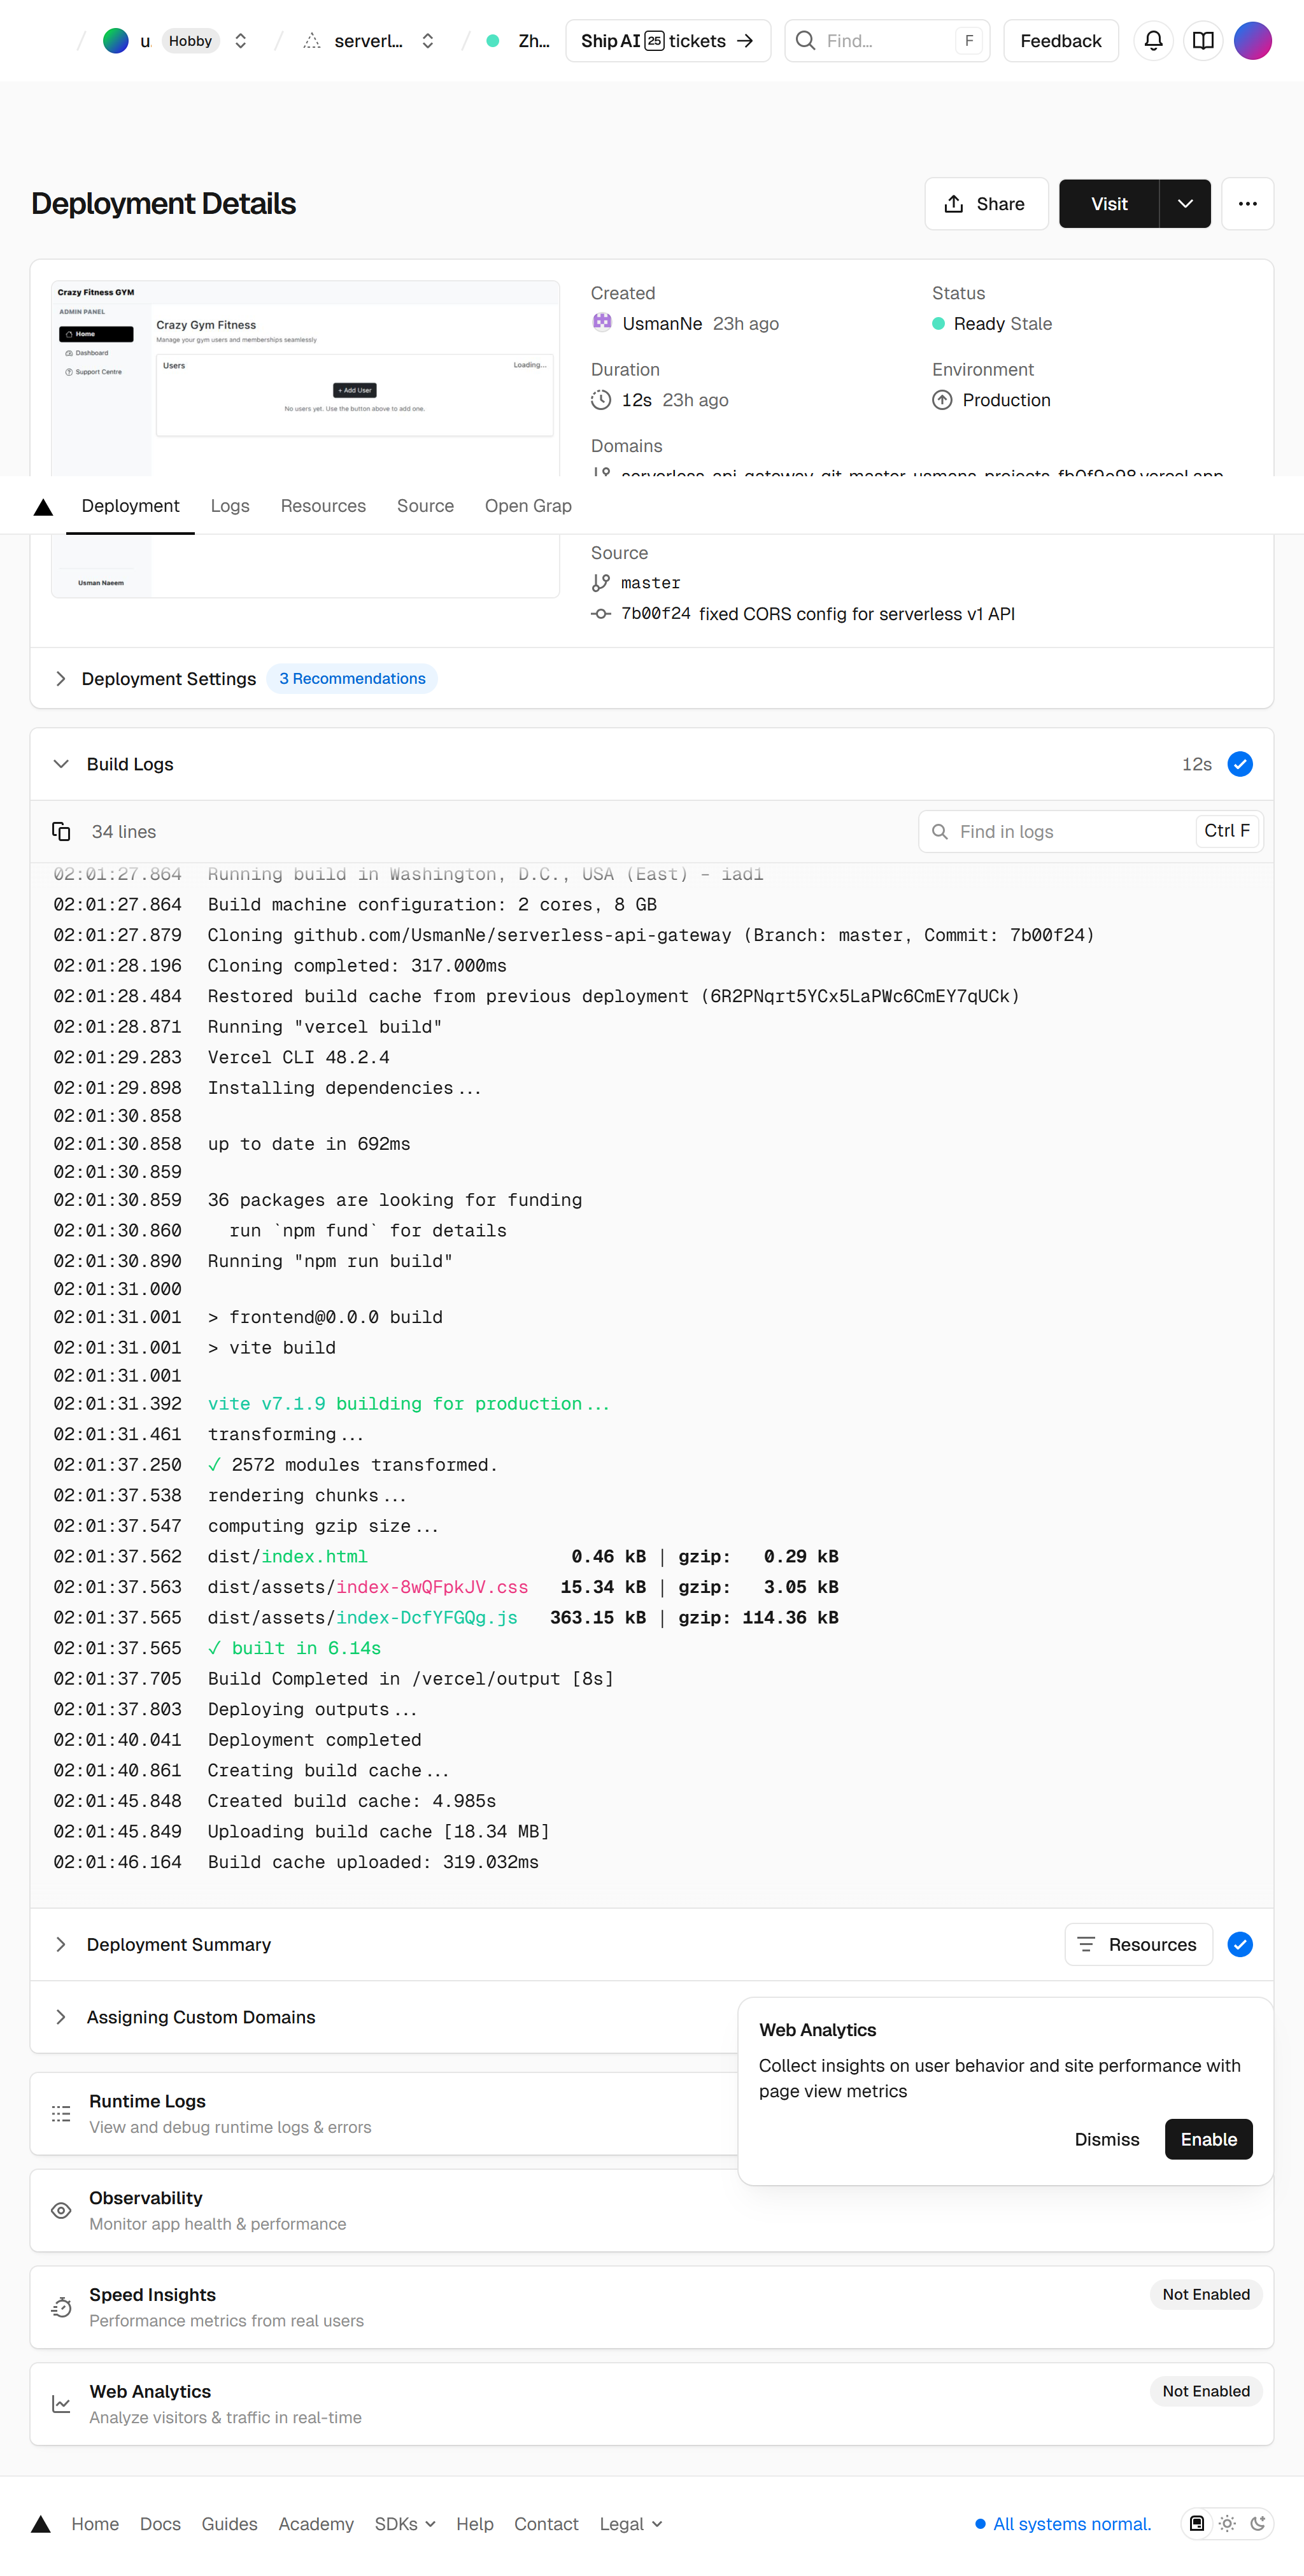 u Hobby serverl... Zh... Ship AI 25 tickets → Find... F Feedback
Deployment Details
Share Visit
Crazy Fitness GYM
ADMIN PANEL
Home
Dashboard
Support Centre
Crazy Gym Fitness
Manage your gym users and memberships seamlessly
Users Loading...
+ Add User
No users yet. Use the button above to add one.
Created
UsmanNe 23h ago
Status
Ready Stale
Duration
12s 23h ago
Environment
Production
Domains
Deployment Logs Resources Source Open Grap
Usman Naeem
Source
master
7b00f24 fixed CORS config for serverless v1 API
Deployment Settings 3 Recommendations
Build Logs 12s
34 lines Find in logs Ctrl F
02:01:27.864 Running build in Washington, D.C., USA (East) – iad1
02:01:27.864 Build machine configuration: 2 cores, 8 GB
02:01:27.879 Cloning github.com/UsmanNe/serverless-api-gateway (Branch: master, Commit: 7b00f24)
02:01:28.196 Cloning completed: 317.000ms
02:01:28.484 Restored build cache from previous deployment (6R2PNqrt5YCx5LaPWc6CmEY7qUCk)
02:01:28.871 Running "vercel build"
02:01:29.283 Vercel CLI 48.2.4
02:01:29.898 Installing dependencies...
02:01:30.858
02:01:30.858 up to date in 692ms
02:01:30.859
02:01:30.859 36 packages are looking for funding
02:01:30.860 run `npm fund` for details
02:01:30.890 Running "npm run build"
02:01:31.000
02:01:31.001 > frontend@0.0.0 build
02:01:31.001 > vite build
02:01:31.001
02:01:31.392 vite v7.1.9 building for production...
02:01:31.461 transforming...
02:01:37.250 ✓ 2572 modules transformed.
02:01:37.538 rendering chunks...
02:01:37.547 computing gzip size...
02:01:37.562 dist/index.html 0.46 kB | gzip: 0.29 kB
02:01:37.563 dist/assets/index-8wQFpkJV.css 15.34 kB | gzip: 3.05 kB
02:01:37.565 dist/assets/index-DcfYFGQg.js 363.15 kB | gzip: 114.36 kB
02:01:37.565 ✓ built in 6.14s
02:01:37.705 Build Completed in /vercel/output [8s]
02:01:37.803 Deploying outputs...
02:01:40.041 Deployment completed
02:01:40.861 Creating build cache...
02:01:45.848 Created build cache: 4.985s
02:01:45.849 Uploading build cache [18.34 MB]
02:01:46.164 Build cache uploaded: 319.032ms
Deployment Summary Resources
Assigning Custom Domains
Web Analytics
Collect insights on user behavior and site performance with
page view metrics
Dismiss Enable
Runtime Logs
View and debug runtime logs & errors
Observability
Monitor app health & performance
Speed Insights Not Enabled
Performance metrics from real users
Web Analytics Not Enabled
Analyze visitors & traffic in real-time
Home Docs Guides Academy SDKs Help Contact Legal All systems normal.